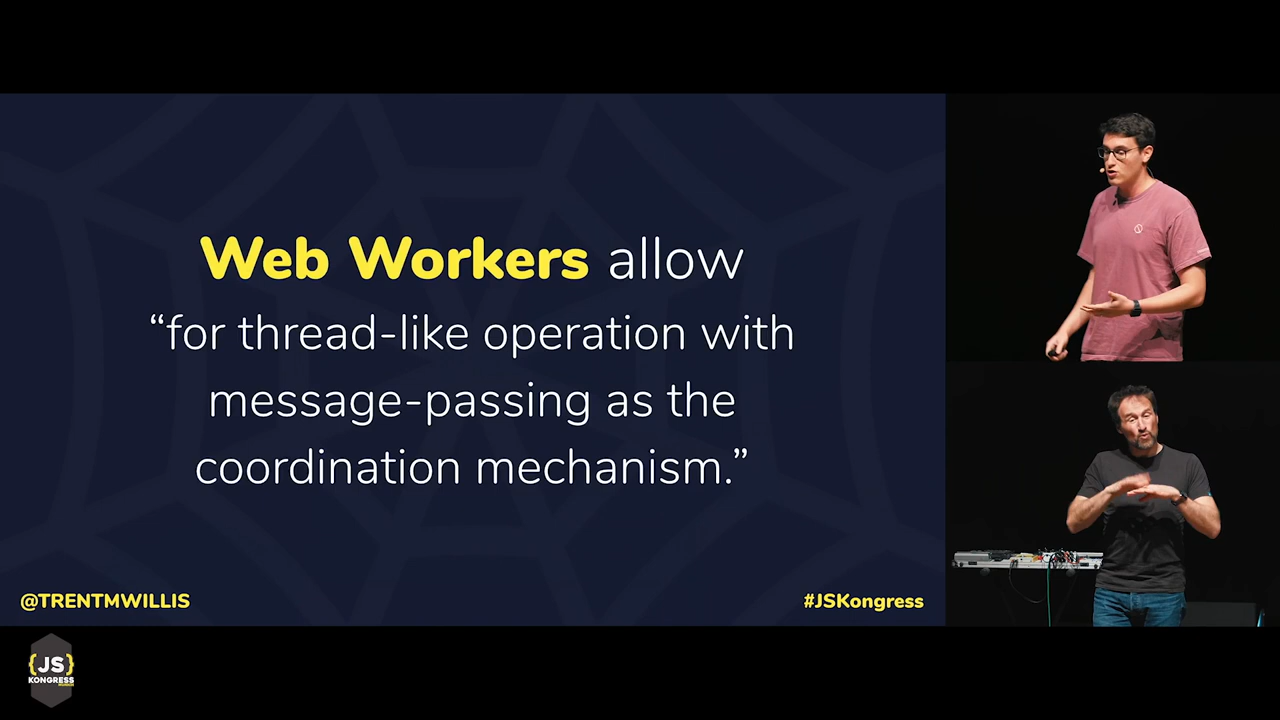 Web Workers allow
“for thread-like operation with
message-passing as the
coordination mechanism.”
@TRENTMWILLIS
#JSKongress
{JS}
KONGRESS